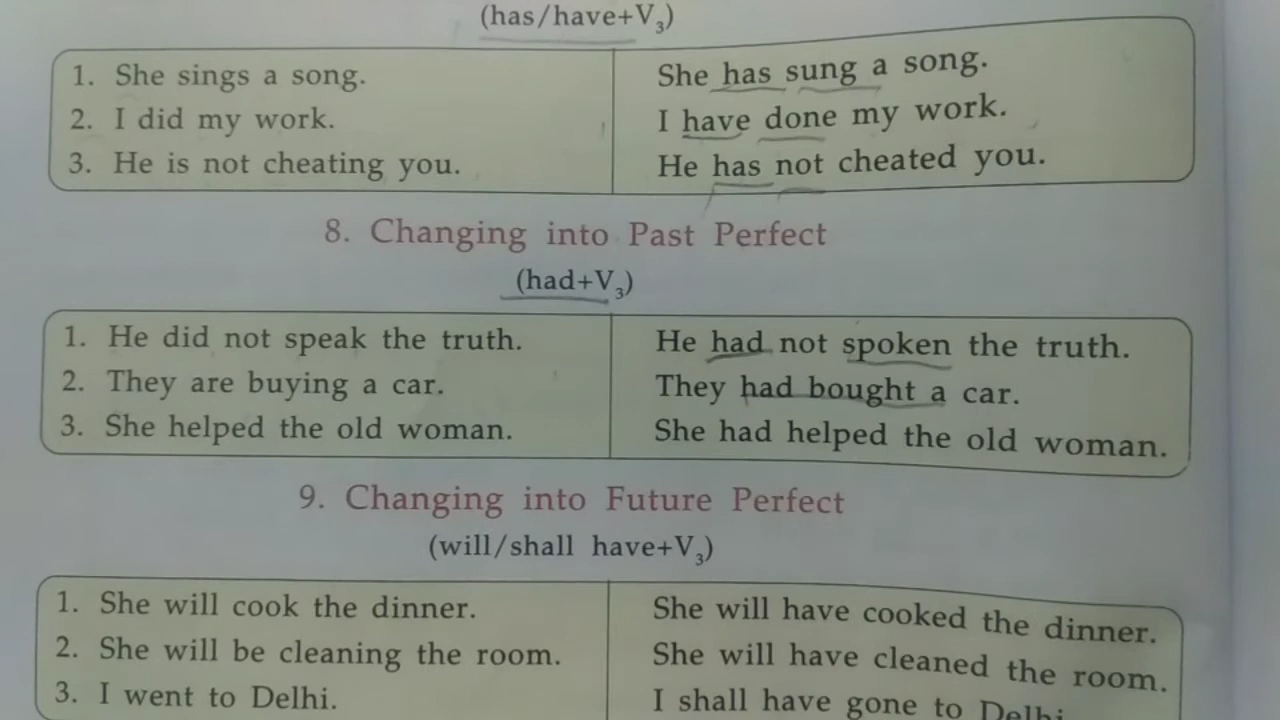 (has/have+V₃)
1. She sings a song. She has sung a song.
2. I did my work. I have done my work.
3. He is not cheating you. He has not cheated you.
8. Changing into Past Perfect
(had+V₃)
1. He did not speak the truth. He had not spoken the truth.
2. They are buying a car. They had bought a car.
3. She helped the old woman. She had helped the old woman.
9. Changing into Future Perfect
(will/shall have+V₃)
1. She will cook the dinner. She will have cooked the dinner.
2. She will be cleaning the room. She will have cleaned the room.
3. I went to Delhi. I shall have gone to Delhi